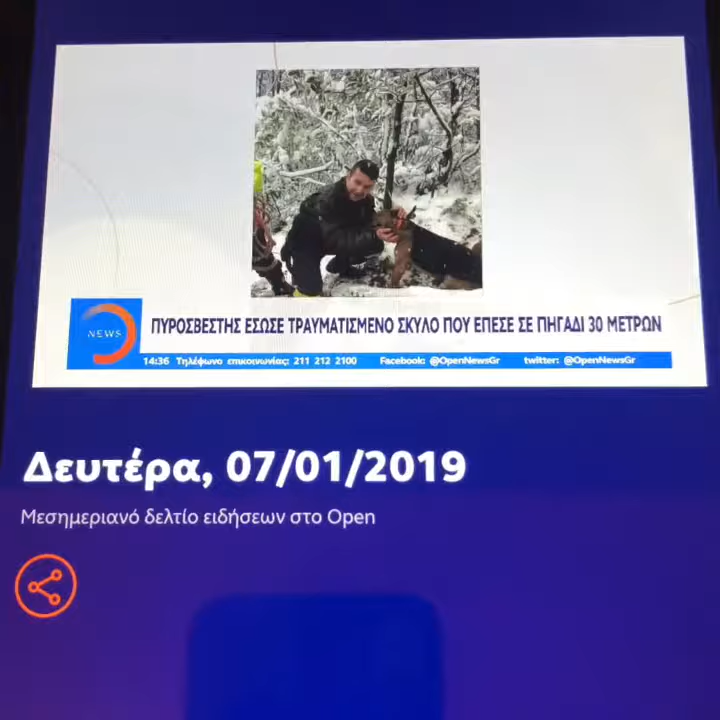 NEWS
ΠΥΡΟΣΒΕΣΤΗΣ ΕΣΩΣΕ ΤΡΑΥΜΑΤΙΣΜΕΝΟ ΣΚΥΛΟ ΠΟΥ ΕΠΕΣΕ ΣΕ ΠΗΓΑΔΙ 30 ΜΕΤΡΩΝ
14:36 Τηλέφωνο επικοινωνίας: 211 212 2100 Facebook: @OpenNewsGr twitter: @OpenNewsGr
Δευτέρα, 07/01/2019
Μεσημεριανό δελτίο ειδήσεων στο Open